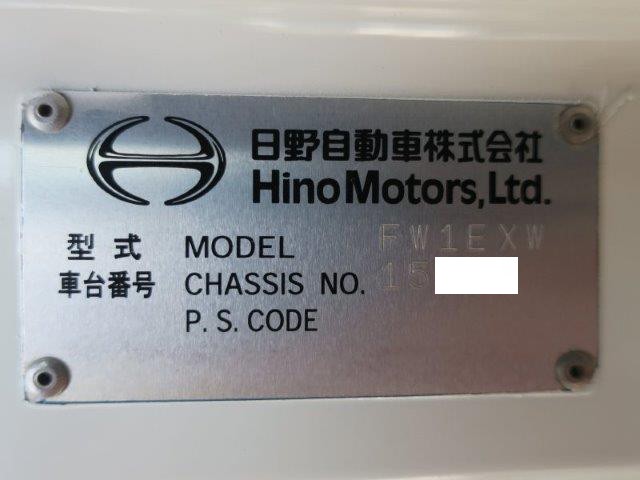 日野自動車株式会社
Hino Motors, Ltd.
型式 MODEL FW1EXW
車台番号 CHASSIS NO. 15
P. S. CODE